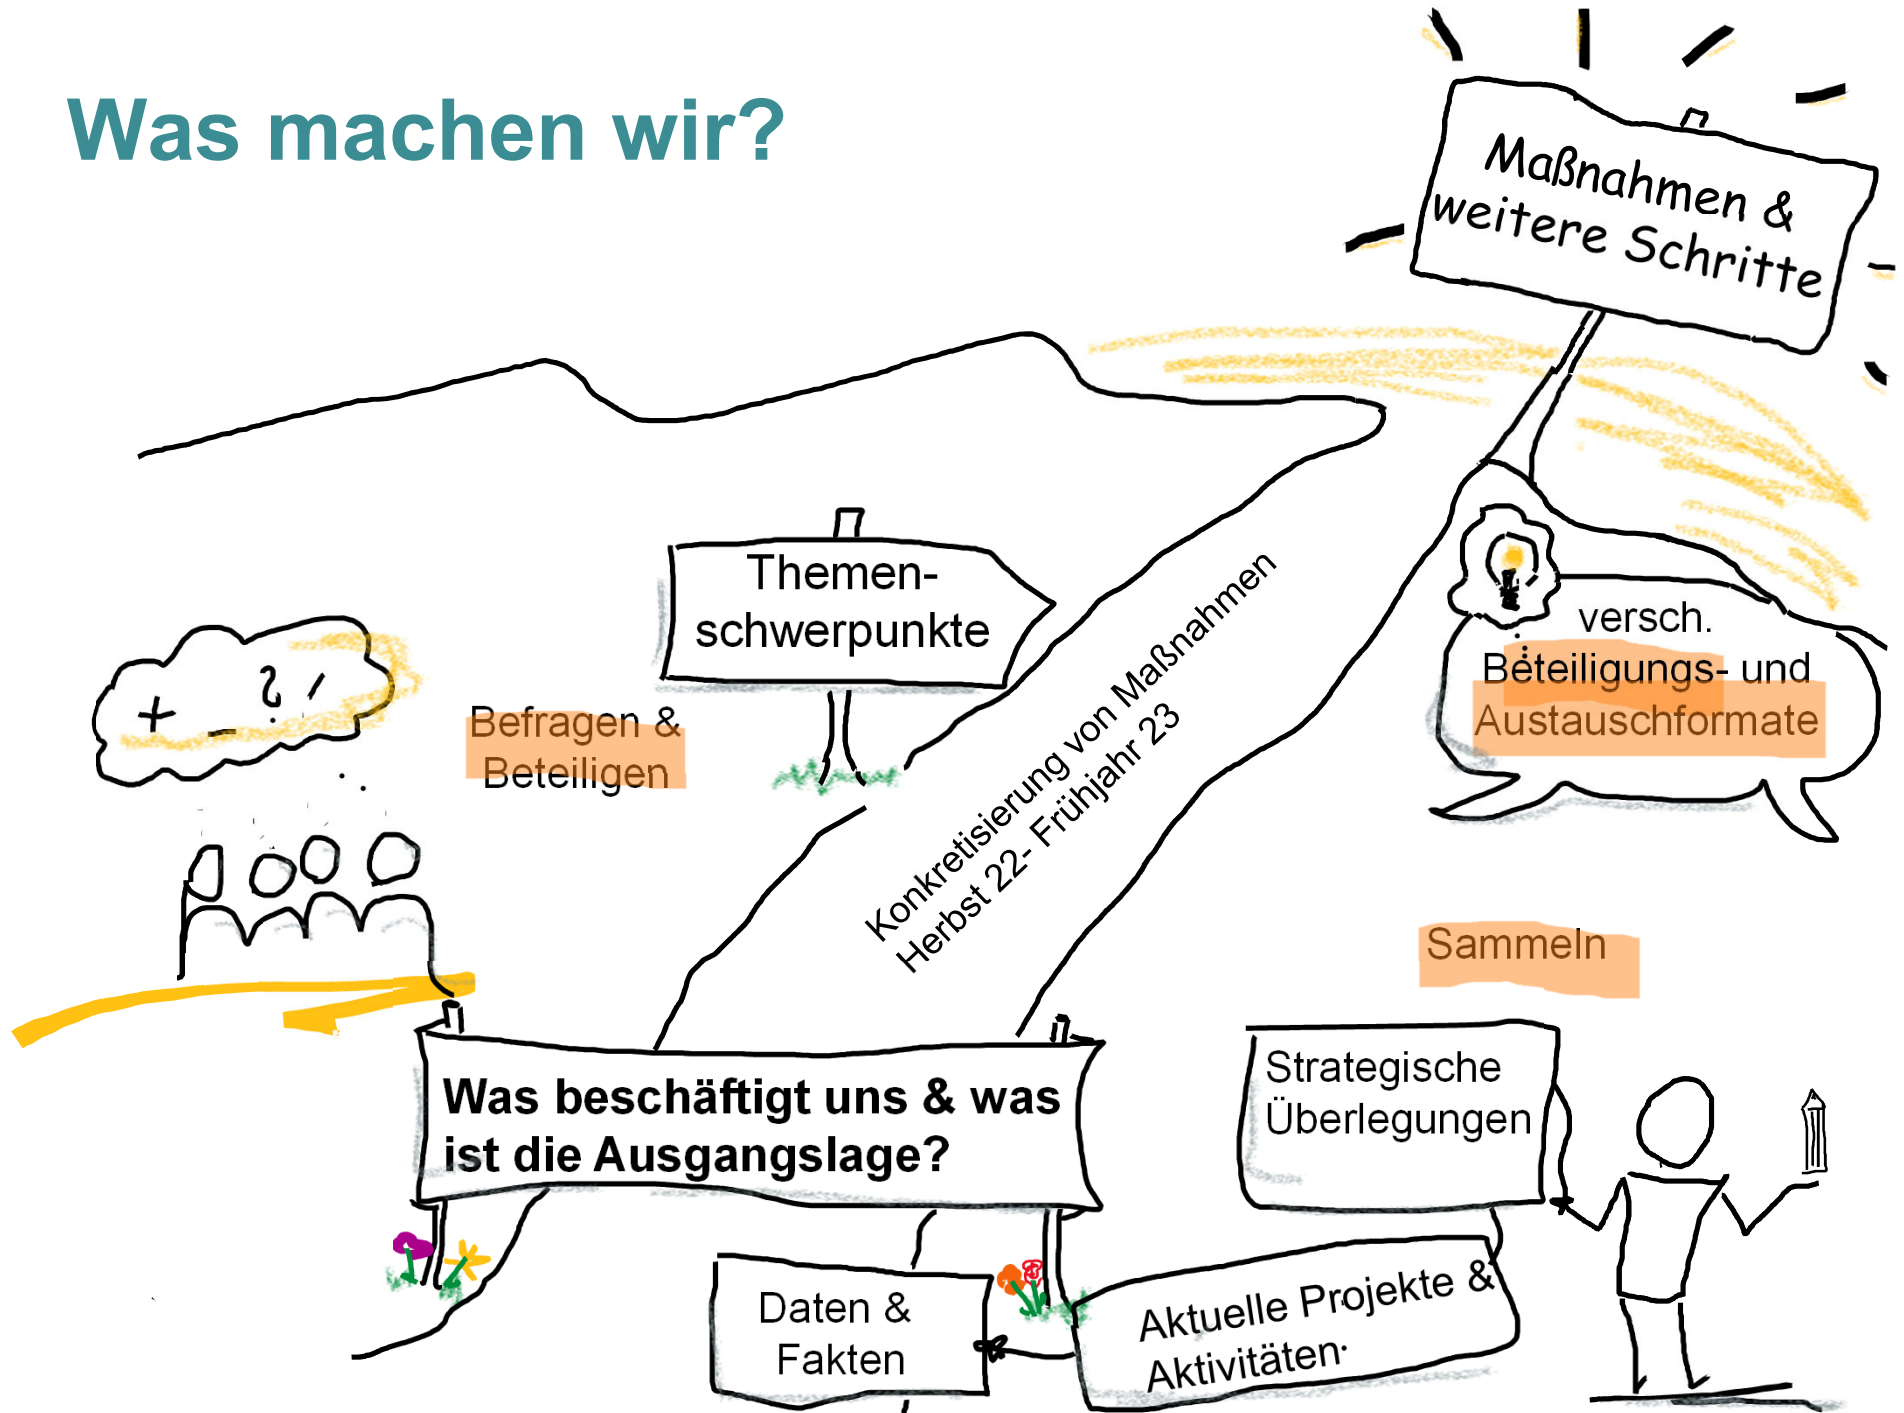 Was machen wir?
Maßnahmen &
weitere Schritte
Themen-
schwerpunkte
versch.
Beteiligungs- und
Austauschformate
+ - ? /
Befragen &
Beteiligen
Konkretisierung von Maßnahmen
Herbst 22- Frühjahr 23
Sammeln
Was beschäftigt uns & was
ist die Ausgangslage?
Strategische
Überlegungen
Daten &
Fakten
Aktuelle Projekte &
Aktivitäten